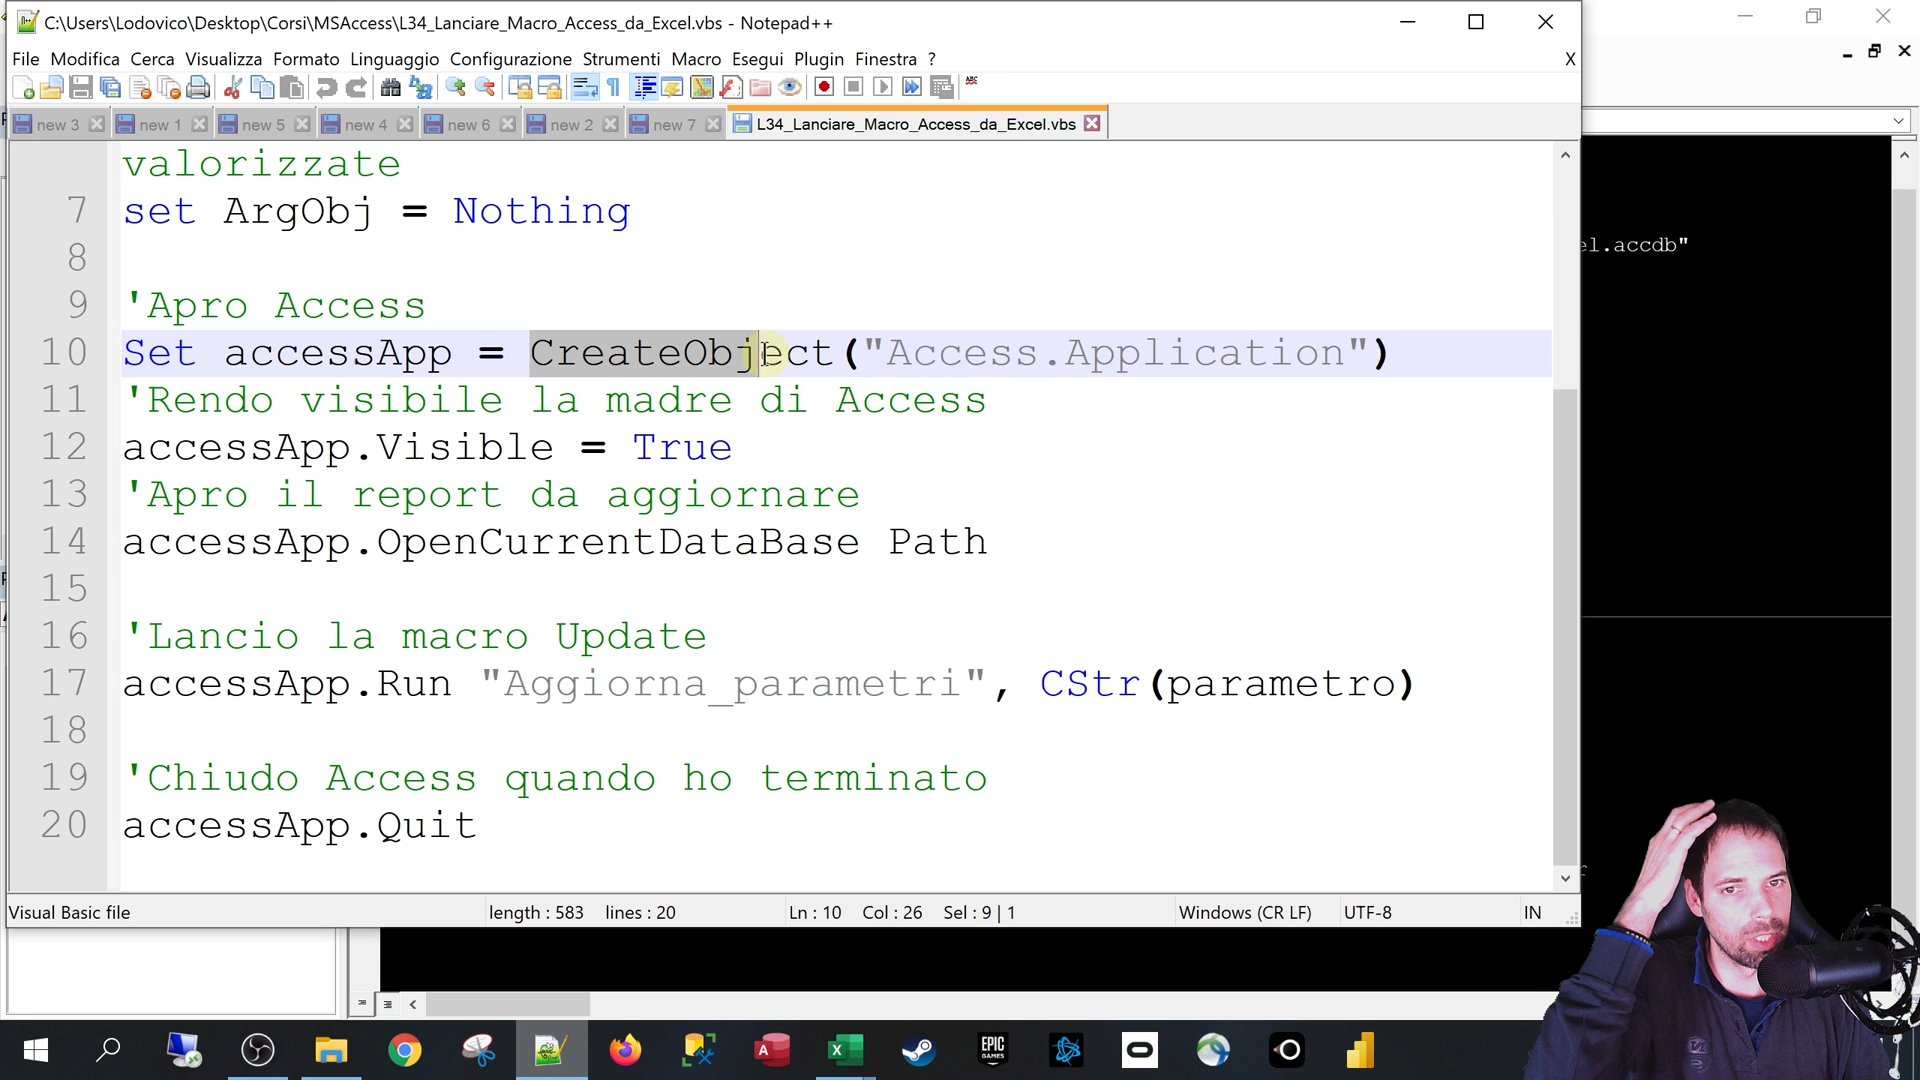 C:\Users\Lodovico\Desktop\Corsi\MSAccess\L34_Lanciare_Macro_Access_da_Excel.vbs - Notepad++
File Modifica Cerca Visualizza Formato Linguaggio Configurazione Strumenti Macro Esegui Plugin Finestra ? X
new 3 new 1 new 5 new 4 new 6 new 2 new 7 L34_Lanciare_Macro_Access_da_Excel.vbs
valorizzate
7 set ArgObj = Nothing
el.accdb"
8
9 'Apro Access
10 Set accessApp = CreateObject("Access.Application")
11 'Rendo visibile la madre di Access
12 accessApp.Visible = True
13 'Apro il report da aggiornare
14 accessApp.OpenCurrentDataBase Path
15
16 'Lancio la macro Update
17 accessApp.Run "Aggiorna_parametri", CStr(parametro)
18
19 'Chiudo Access quando ho terminato
20 accessApp.Quit
Visual Basic file length : 583 lines : 20 Ln : 10 Col : 26 Sel : 9 | 1 Windows (CR LF) UTF-8 IN
EPIC
GAMES